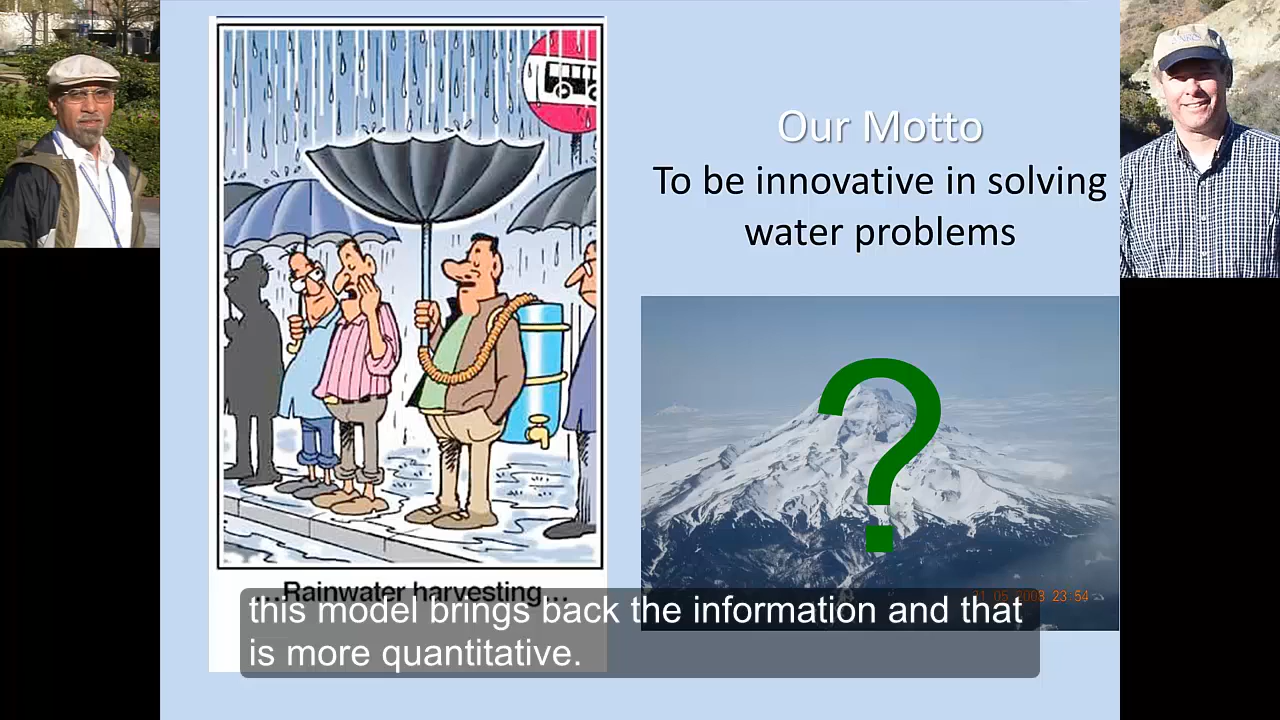 Our Motto
To be innovative in solving
water problems
...Rainwater harvesting...
this model brings back the information and that
is more quantitative.